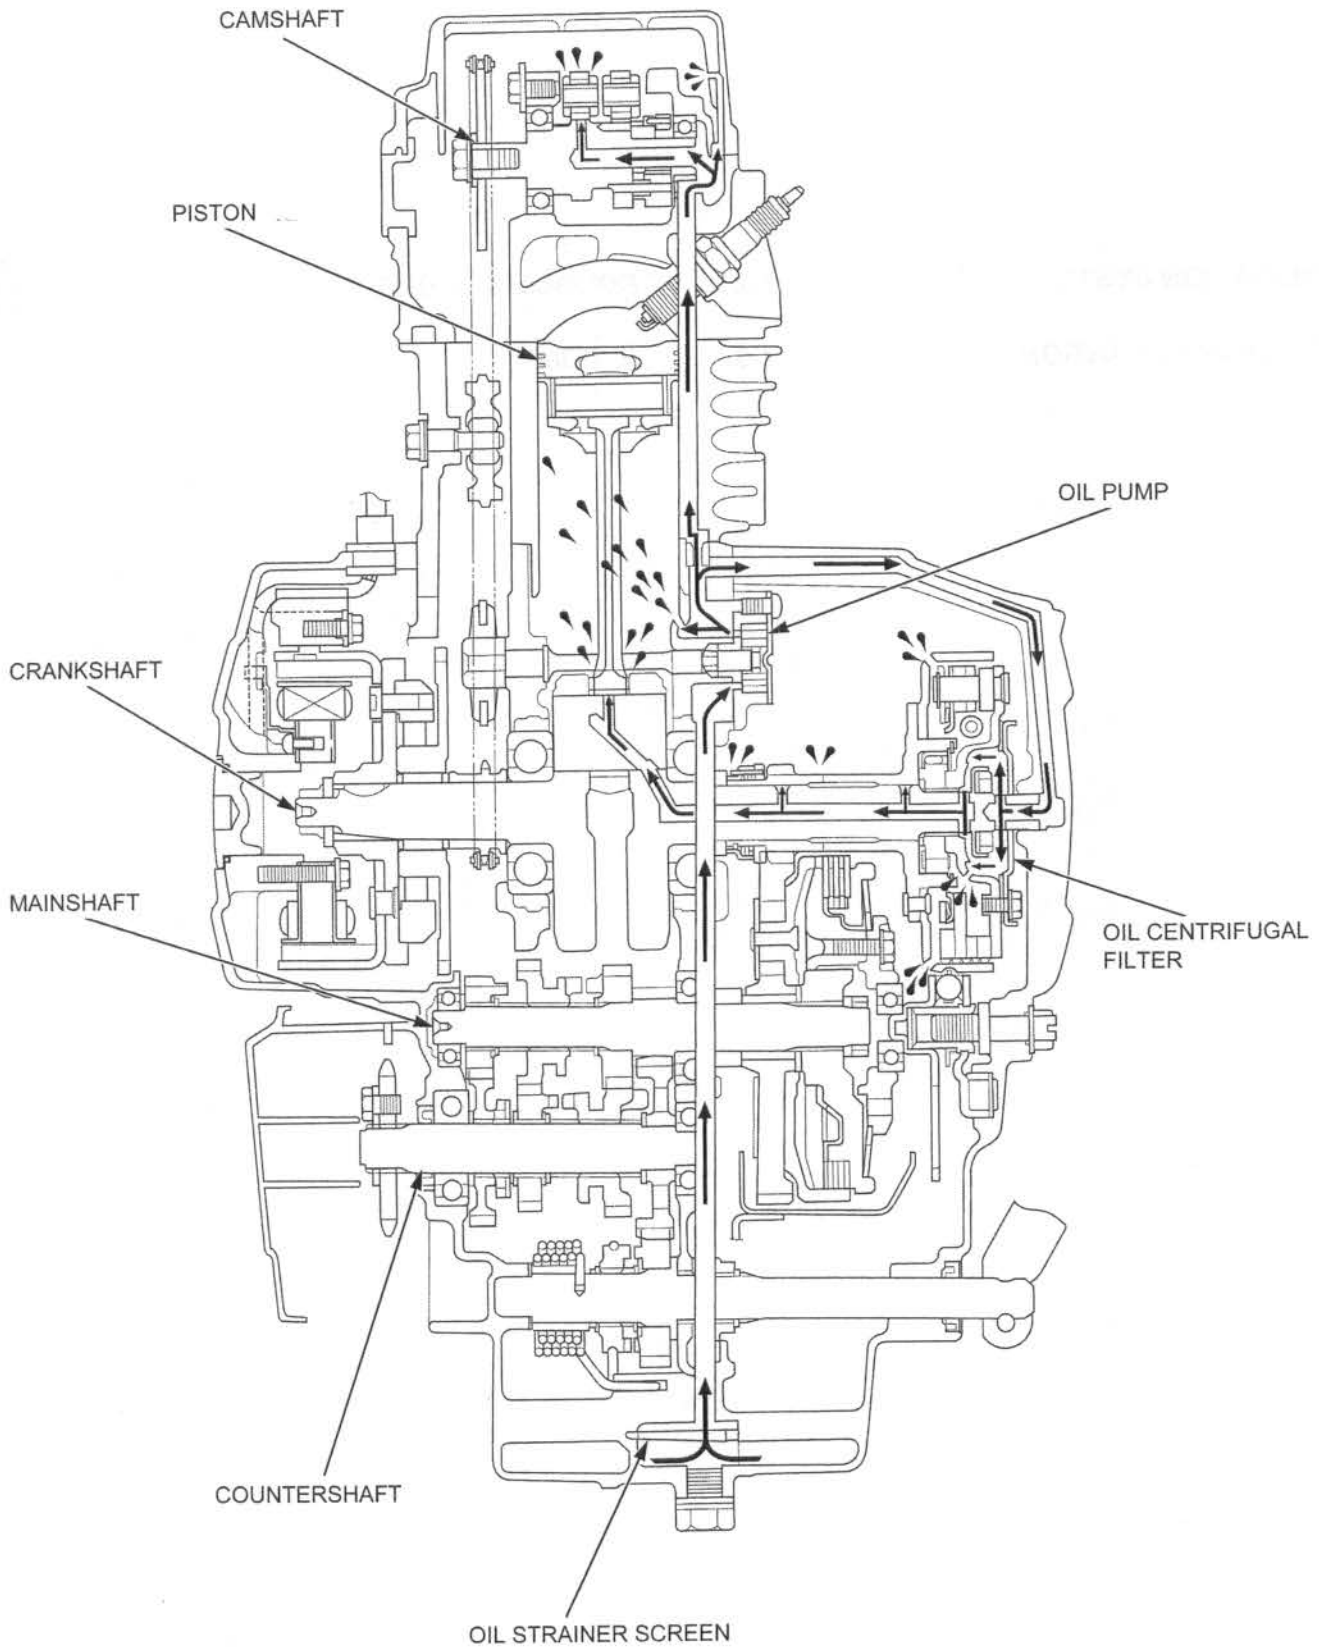 CAMSHAFT
PISTON
OIL PUMP
CRANKSHAFT
MAINSHAFT
OIL CENTRIFUGAL
FILTER
COUNTERSHAFT
OIL STRAINER SCREEN